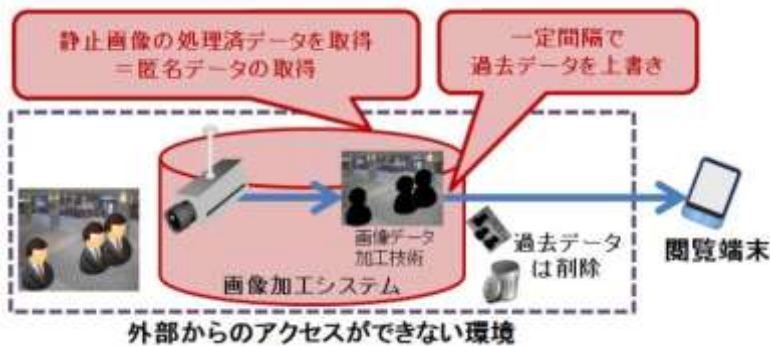 静止画像の処理済データを取得
＝匿名データの取得
一定間隔で
過去データを上書き
画像データ
加工技術
画像加工システム
過去データ
は削除
閲覧端末
外部からのアクセスができない環境